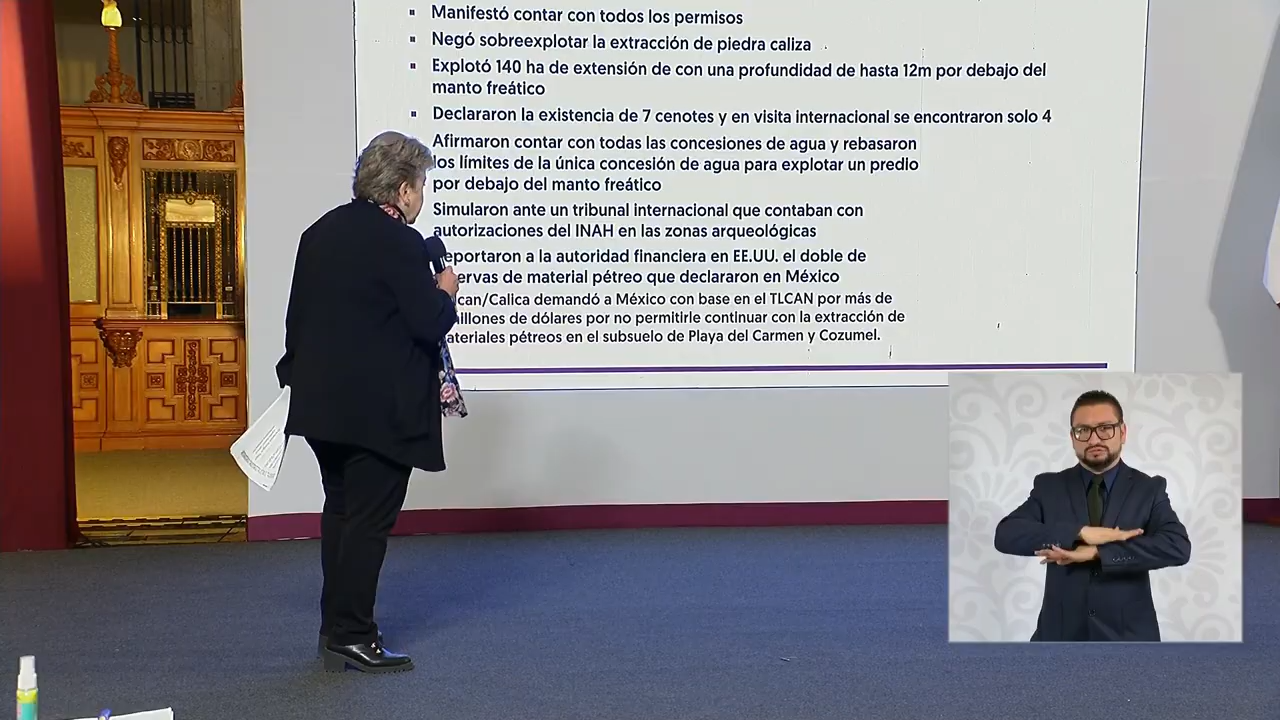 Manifestó contar con todos los permisos
Negó sobreexplotar la extracción de piedra caliza
Explotó 140 ha de extensión de con una profundidad de hasta 12m por debajo del
manto freático
Declararon la existencia de 7 cenotes y en visita internacional se encontraron solo 4
Afirmaron contar con todas las concesiones de agua y rebasaron
los límites de la única concesión de agua para explotar un predio
por debajo del manto freático
Simularon ante un tribunal internacional que contaban con
autorizaciones del INAH en las zonas arqueológicas
eportaron a la autoridad financiera en EE.UU. el doble de
ervas de material pétreo que declararon en México
can/Calica demandó a México con base en el TLCAN por más de
illones de dólares por no permitirle continuar con la extracción de
ateriales pétreos en el subsuelo de Playa del Carmen y Cozumel.